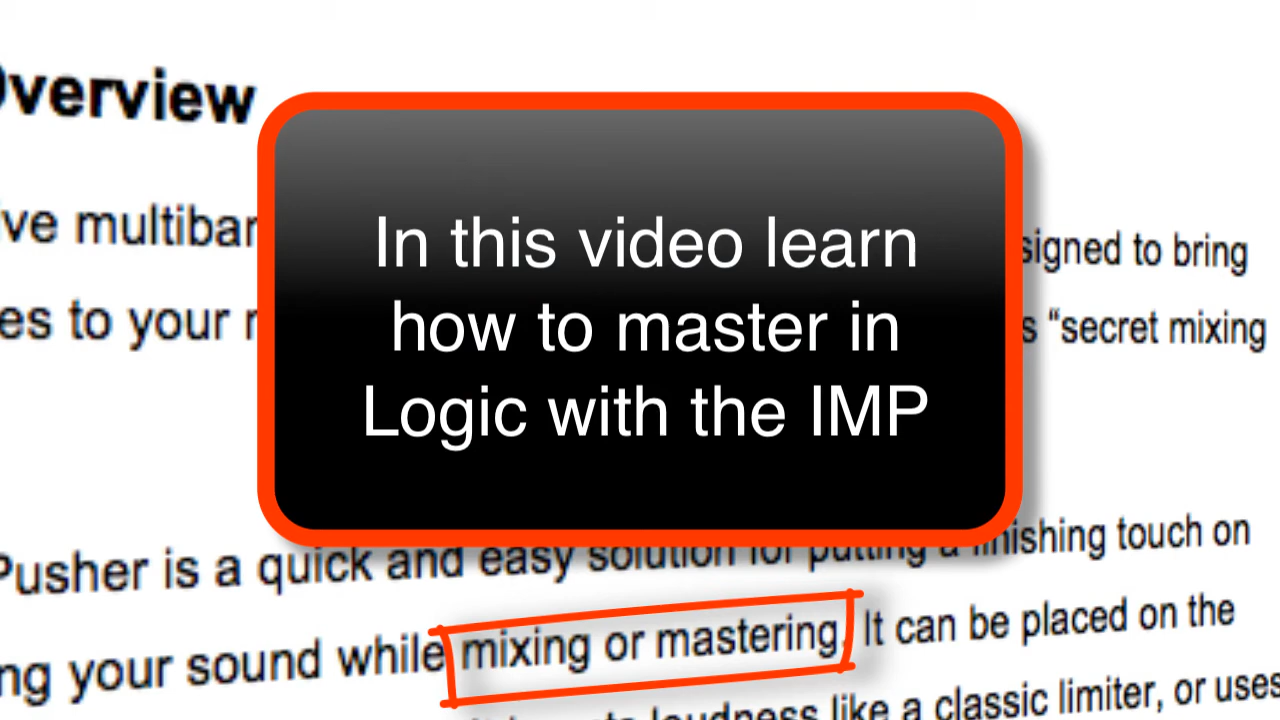 Overview
In this video learn
how to master in
Logic with the IMP
ive multiban
signed to bring
es to your
s “secret mixing
Pusher is a quick and easy solution for putting a finishing touch on
ng your sound while mixing or mastering. It can be placed on the
loudness like a classic limiter, or uses